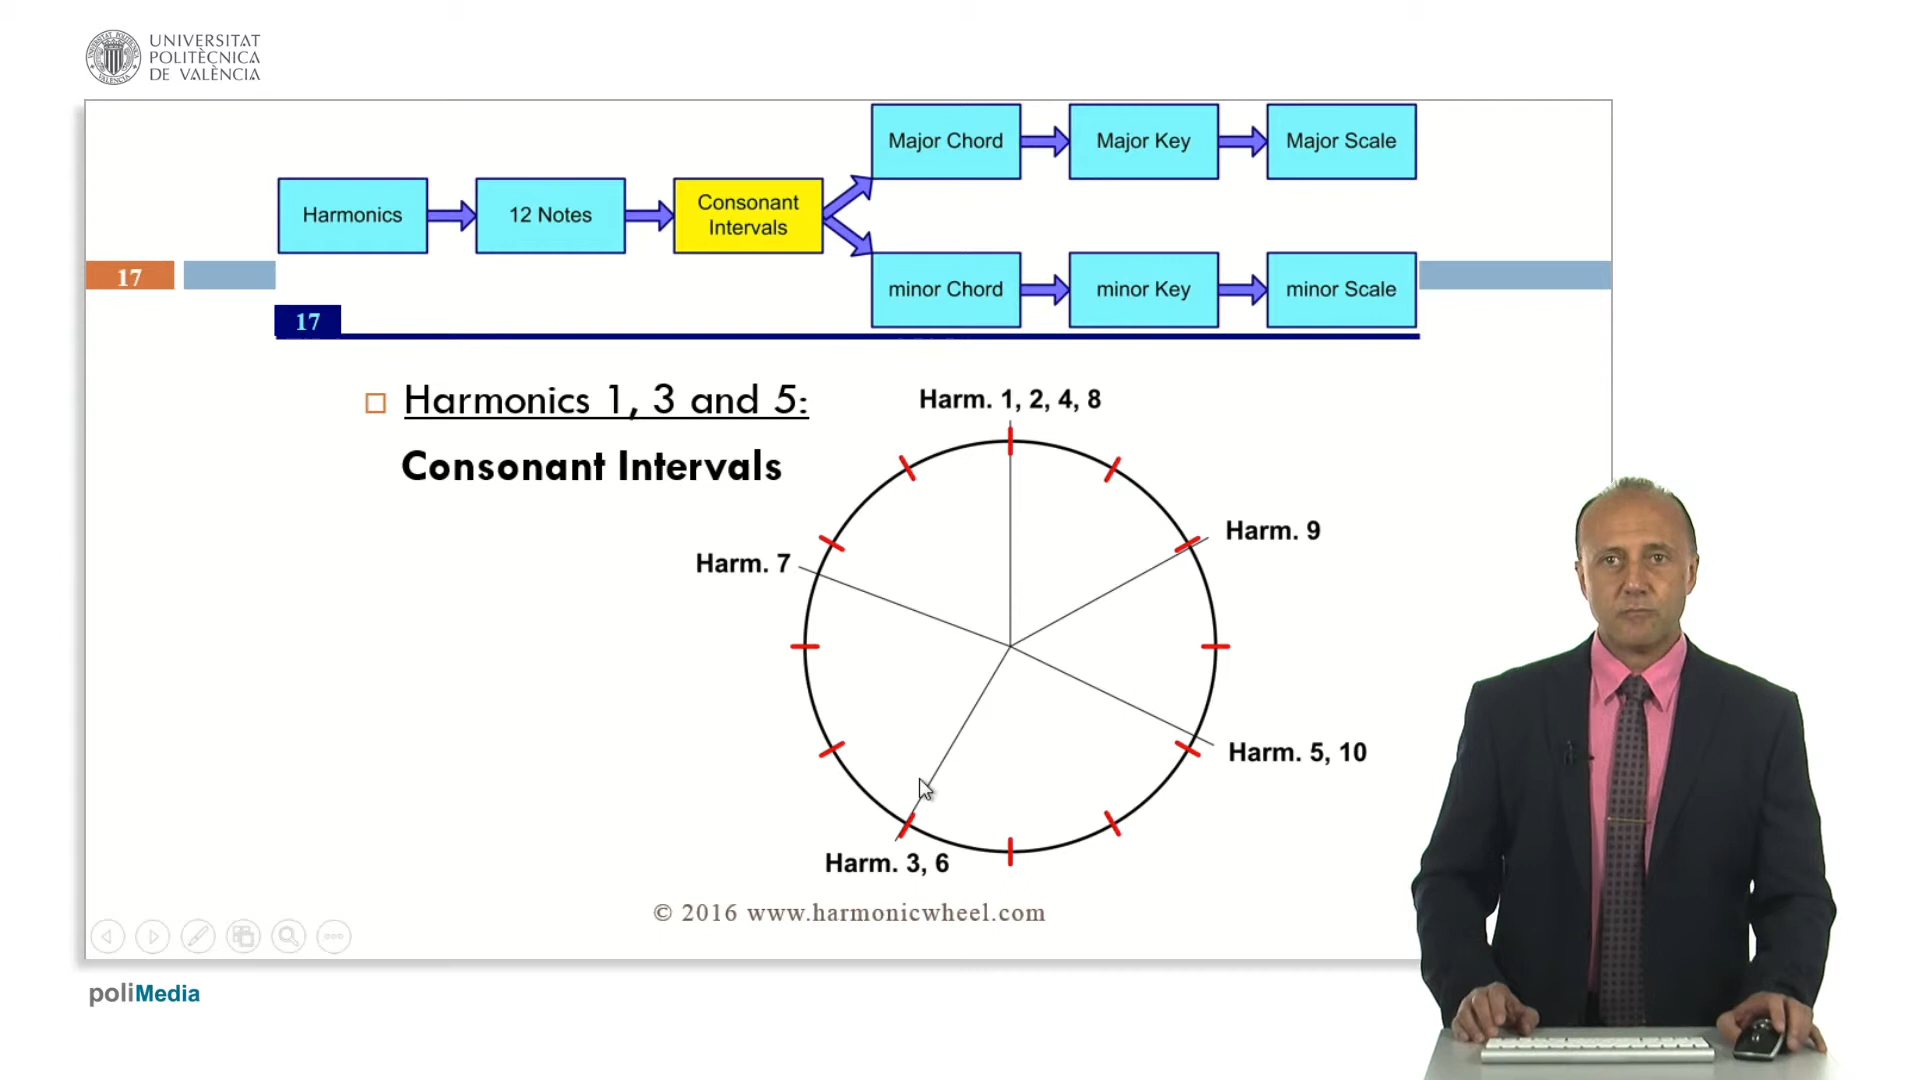 UNIVERSITAT
POLITÈCNICA
DE VALÈNCIA
Major Chord
Major Key
Major Scale
Harmonics
12 Notes
Consonant
Intervals
17
minor Chord
minor Key
minor Scale
17
Harmonics 1, 3 and 5:
Consonant Intervals
Harm. 1, 2, 4, 8
Harm. 9
Harm. 7
Harm. 5, 10
Harm. 3, 6
© 2016 www.harmonicwheel.com
poliMedia